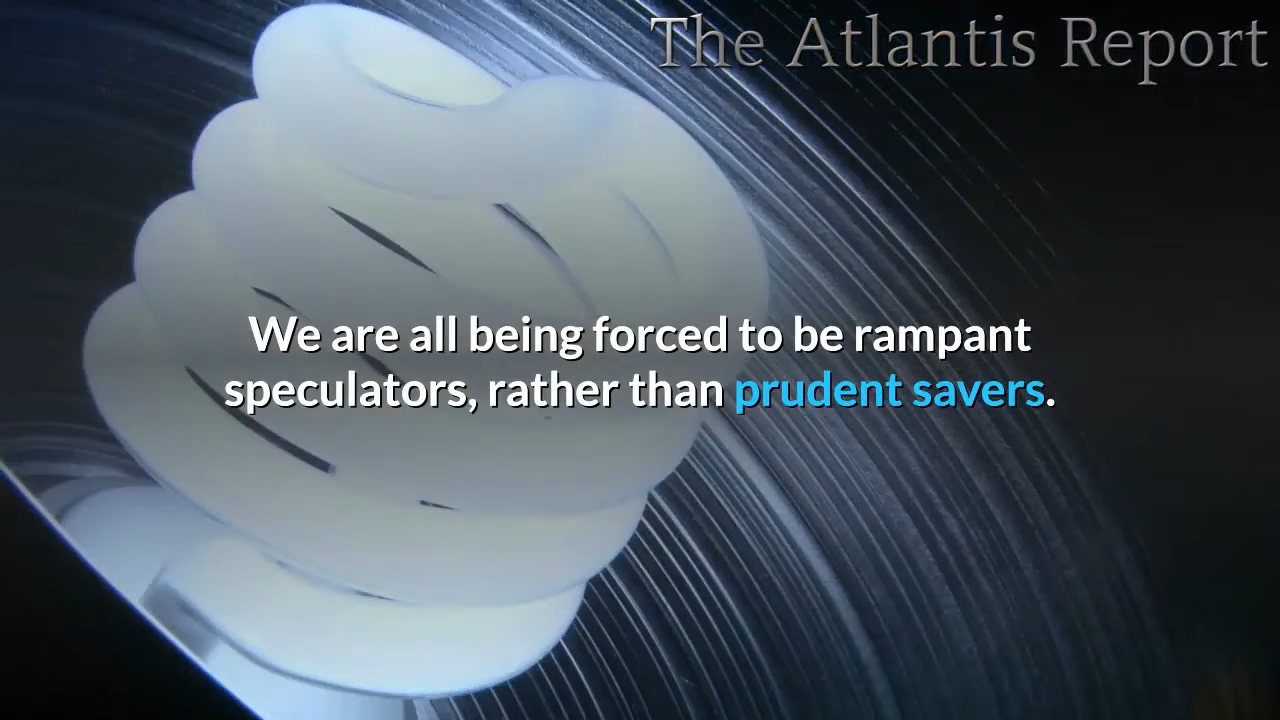 The Atlantis Report
We are all being forced to be rampant
speculators, rather than prudent savers.